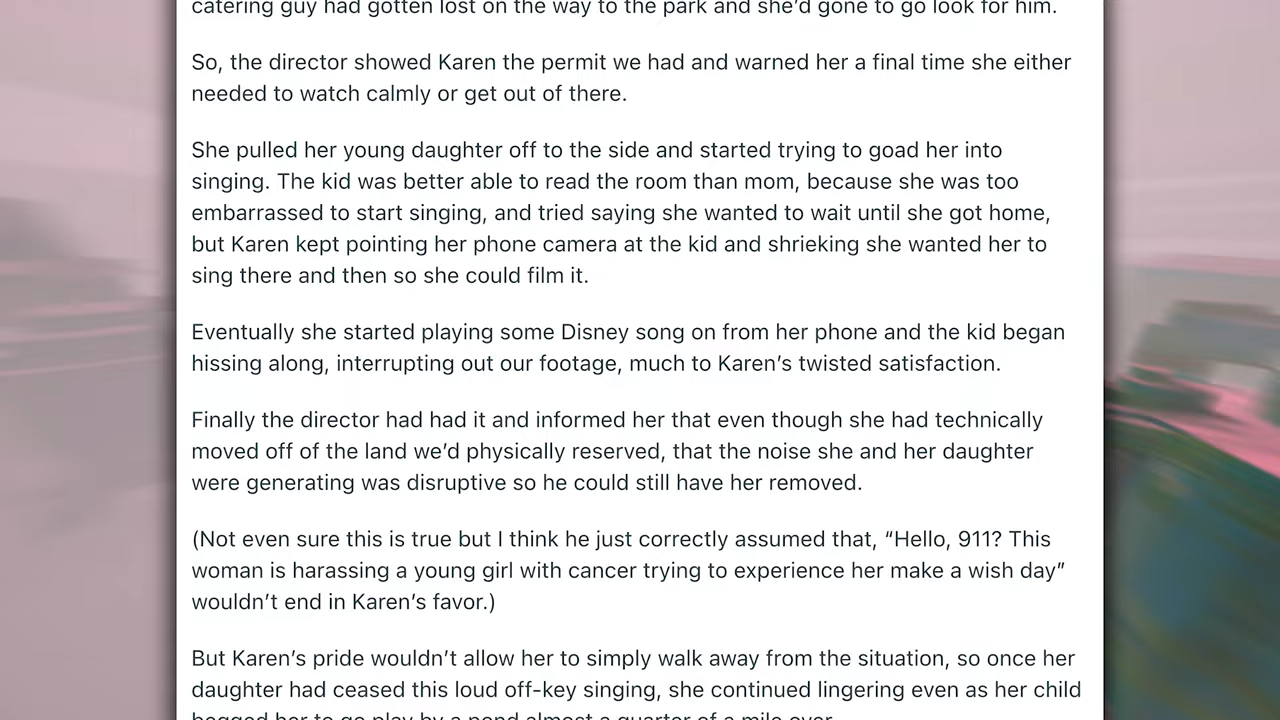 catering guy had gotten lost on the way to the park and she’d gone to go look for him.
So, the director showed Karen the permit we had and warned her a final time she either
needed to watch calmly or get out of there.
She pulled her young daughter off to the side and started trying to goad her into
singing. The kid was better able to read the room than mom, because she was too
embarrassed to start singing, and tried saying she wanted to wait until she got home,
but Karen kept pointing her phone camera at the kid and shrieking she wanted her to
sing there and then so she could film it.
Eventually she started playing some Disney song on from her phone and the kid began
hissing along, interrupting out our footage, much to Karen’s twisted satisfaction.
Finally the director had had it and informed her that even though she had technically
moved off of the land we’d physically reserved, that the noise she and her daughter
were generating was disruptive so he could still have her removed.
(Not even sure this is true but I think he just correctly assumed that, “Hello, 911? This
woman is harassing a young girl with cancer trying to experience her make a wish day”
wouldn’t end in Karen’s favor.)
But Karen’s pride wouldn’t allow her to simply walk away from the situation, so once her
daughter had ceased this loud off-key singing, she continued lingering even as her child
begged her to go play by a pond almost a quarter of a mile over.